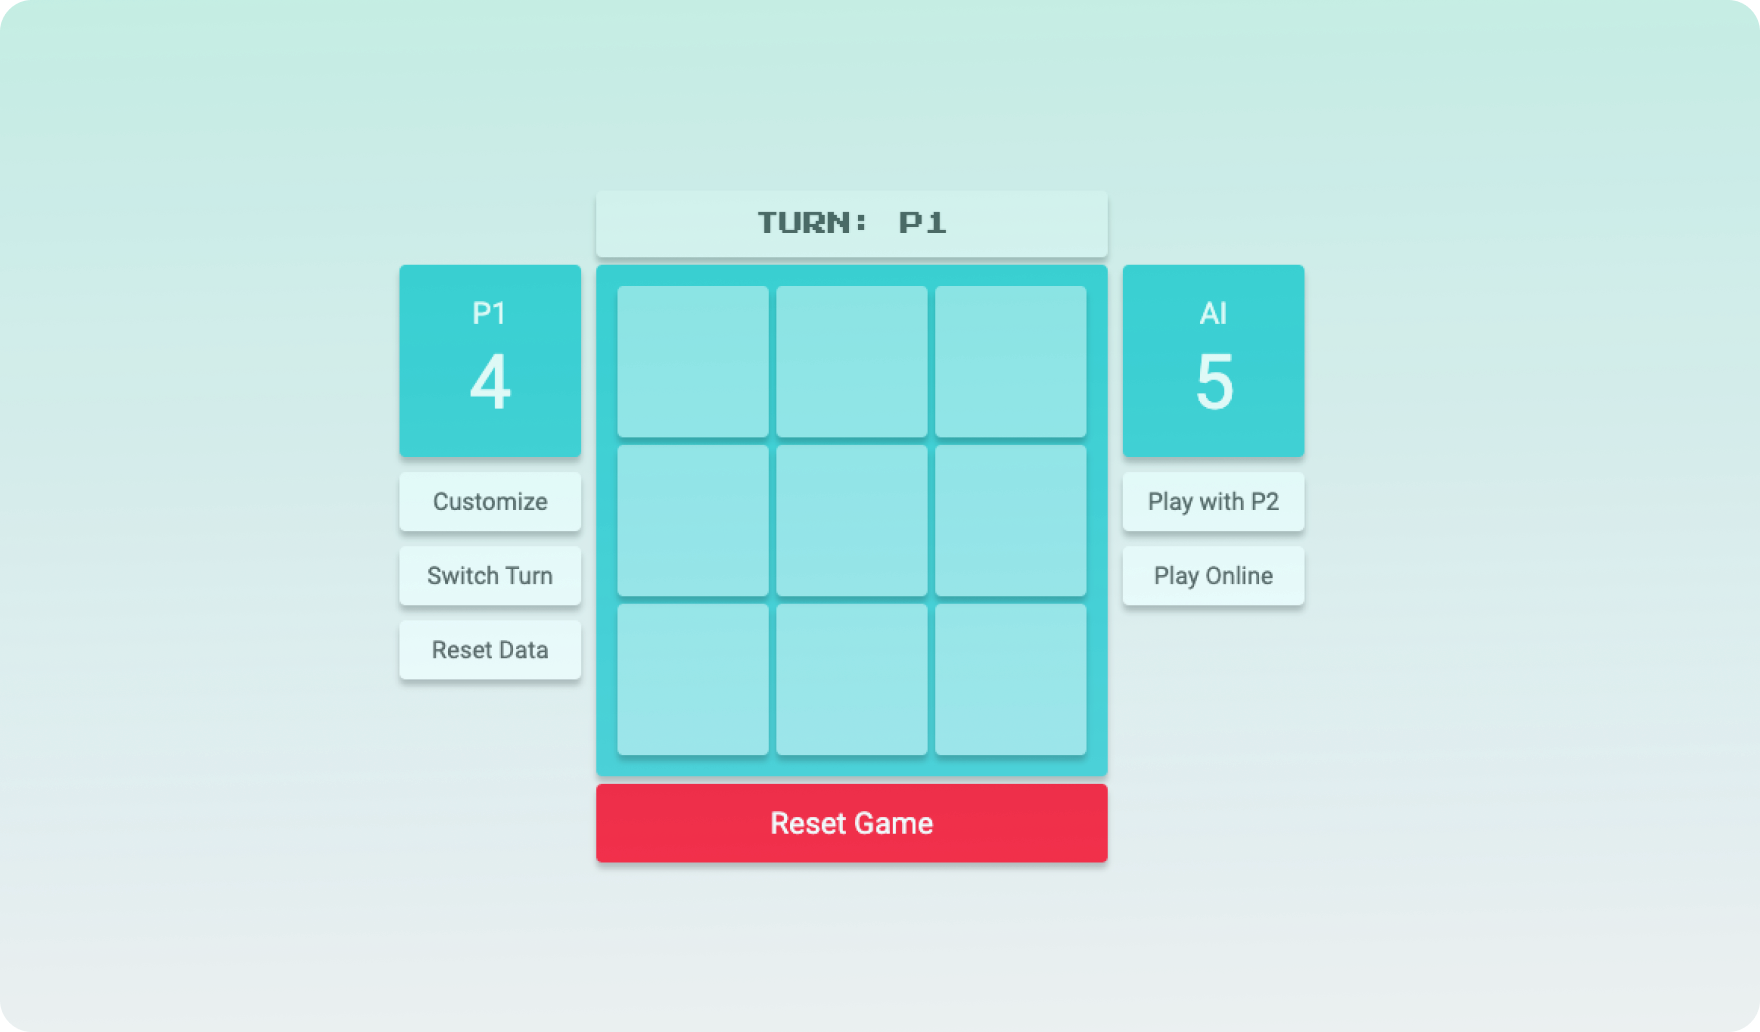 TURN: P1
P1
4
Customize
Switch Turn
Reset Data
AI
5
Play with P2
Play Online
Reset Game